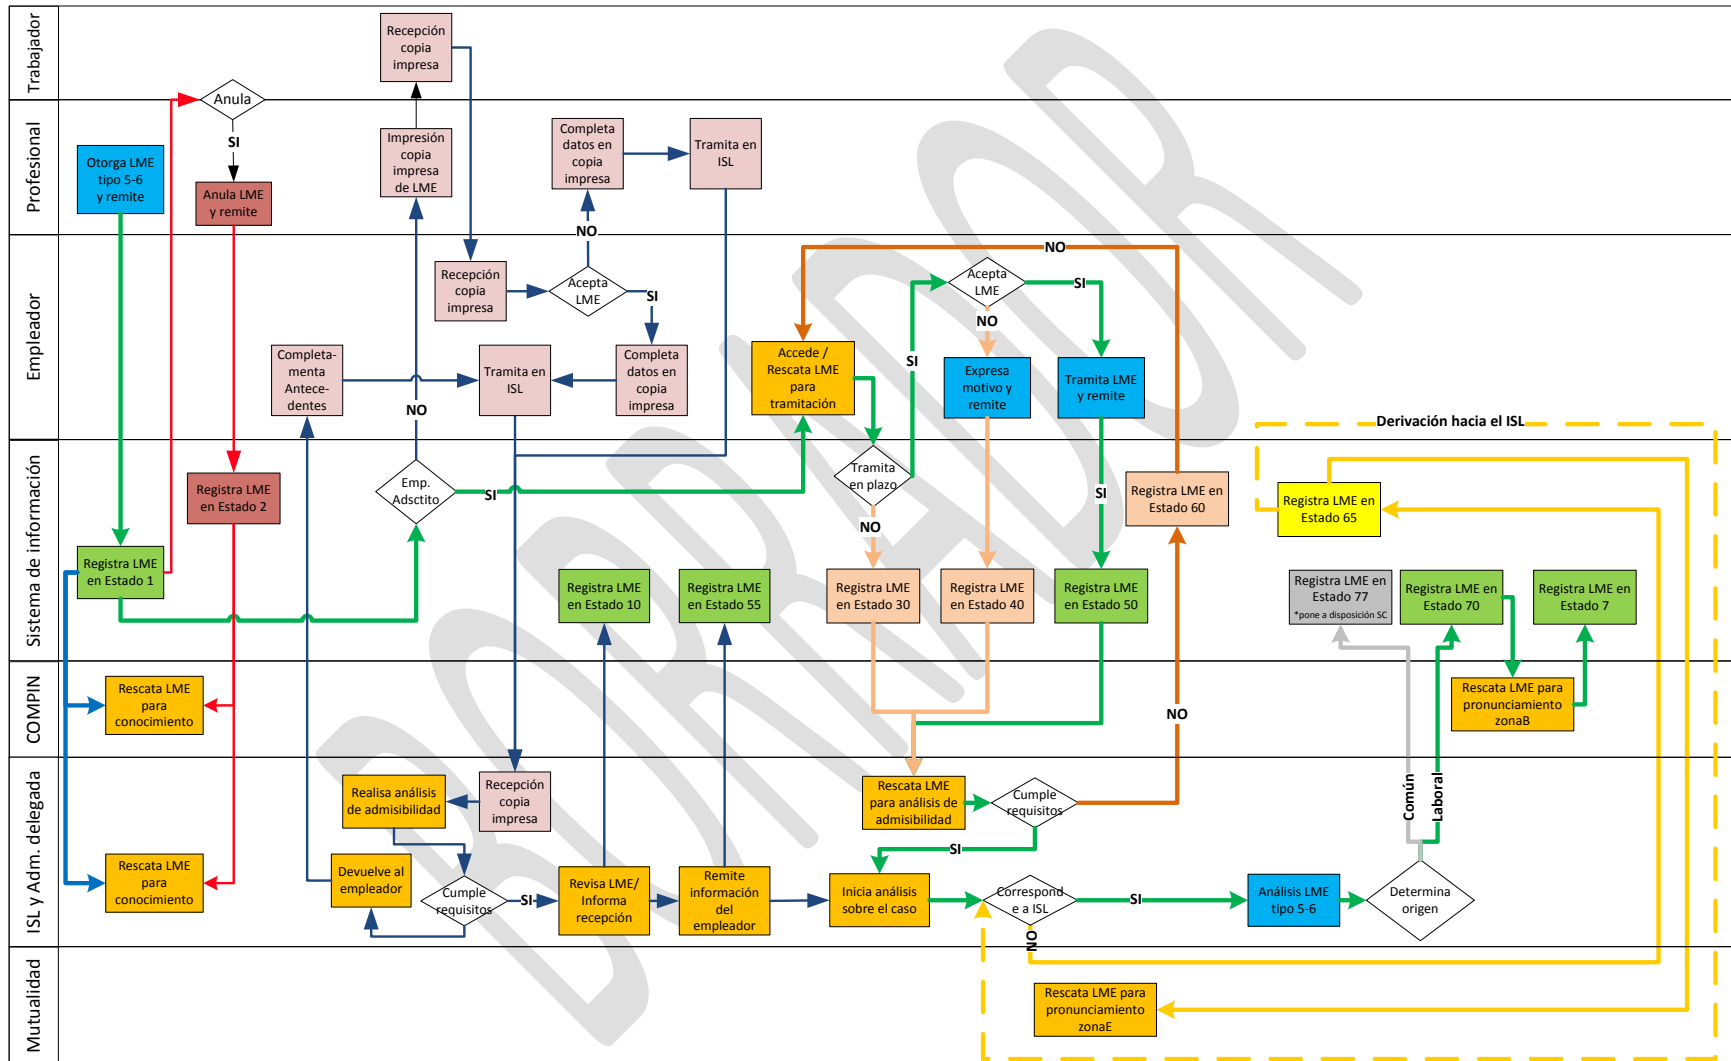 Trabajador
Recepción
copia
impresa
Anula
Profesional
SI
Otorga LME
tipo 5-6
y remite
Anula LME
y remite
Impresión
copia
impresa
de LME
Completa
datos en
copia
impresa
Tramita en
ISL
NO
Empleador
Recepción
copia
impresa
Acepta
LME
SI
Completa-
menta
Antece-
dentes
Tramita en
ISL
Completa
datos en
copia
impresa
NO
NO
Acepta
LME
SI
NO
SI
Accede /
Rescata LME
para
tramitación
Expresa
motivo y
remite
Tramita LME
y remite
Derivación hacia el ISL
Sistema de información
Registra LME
en Estado 2
Emp.
Adsctito
SI
Tramita
en plazo
NO
SI
Registra LME en
Estado 60
Registra LME en
Estado 65
Registra LME
en Estado 1
Registra LME
en Estado 10
Registra LME
en Estado 55
Registra LME
en Estado 30
Registra LME
en Estado 40
Registra LME
en Estado 50
Registra LME en
Estado 77
*pone a disposición SC
Registra LME en
Estado 70
Registra LME en
Estado 7
COMPIN
Rescata LME
para
conocimiento
NO
Rescata LME para
pronunciamiento
zonaB
ISL y Adm. delegada
Realisa análisis
de admisibilidad
Recepción
copia
impresa
Rescata LME
para análisis de
admisibilidad
Cumple
requisitos
SI
Común
Laboral
Rescata LME
para
conocimiento
Devuelve al
empleador
Cumple
requisitos
SI
Revisa LME/
Informa
recepción
Remite
información
del
empleador
Inicia análisis
sobre el caso
Correspond
e a ISL
SI
NO
Análisis LME
tipo 5-6
Determina
origen
Mutualidad
Rescata LME para
pronunciamiento
zonaE
BORRADOR